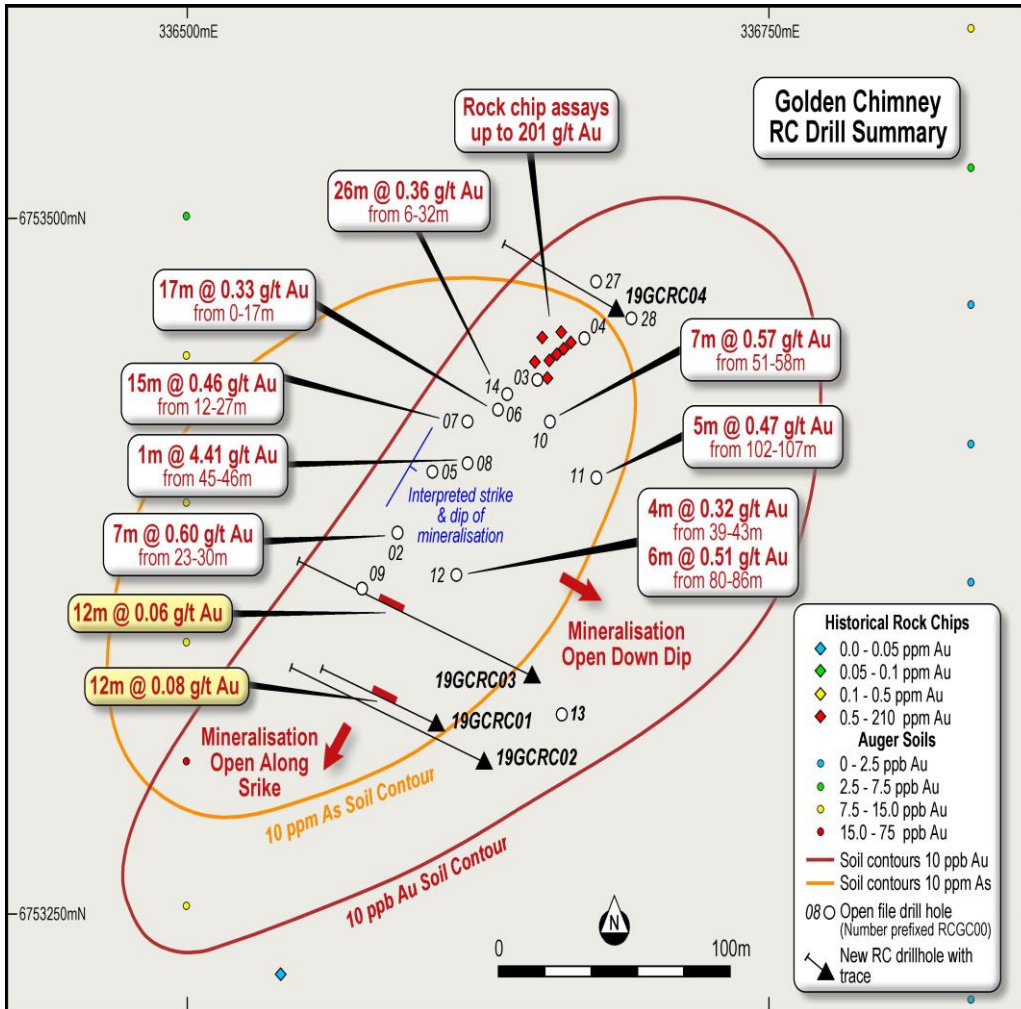 336500mE
336750mE
Golden Chimney
RC Drill Summary
Rock chip assays
up to 201 g/t Au
26m @ 0.36 g/t Au
from 6-32m
6753500mN
27
19GCRC04
17m @ 0.33 g/t Au
from 0-17m
28
04
7m @ 0.57 g/t Au
from 51-58m
15m @ 0.46 g/t Au
from 12-27m
03
14
06
07
10
5m @ 0.47 g/t Au
from 102-107m
1m @ 4.41 g/t Au
from 45-46m
08
05
11
Interpreted strike
& dip of
mineralisation
4m @ 0.32 g/t Au
from 39-43m
6m @ 0.51 g/t Au
from 80-86m
7m @ 0.60 g/t Au
from 23-30m
02
09
12
12m @ 0.06 g/t Au
Mineralisation
Open Down Dip
12m @ 0.08 g/t Au
19GCRC03
19GCRC01
13
19GCRC02
Mineralisation
Open Along
Srike
10 ppm As Soil Contour
10 ppb Au Soil Contour
6753250mN
N
0
100m
Historical Rock Chips
0.0 - 0.05 ppm Au
0.05 - 0.1 ppm Au
0.1 - 0.5 ppm Au
0.5 - 210 ppm Au
Auger Soils
0 - 2.5 ppb Au
2.5 - 7.5 ppb Au
7.5 - 15.0 ppb Au
15.0 - 75 ppb Au
Soil contours 10 ppb Au
Soil contours 10 ppm As
08 Open file drill hole
(Number prefixed RCGC00)
New RC drillhole with
trace